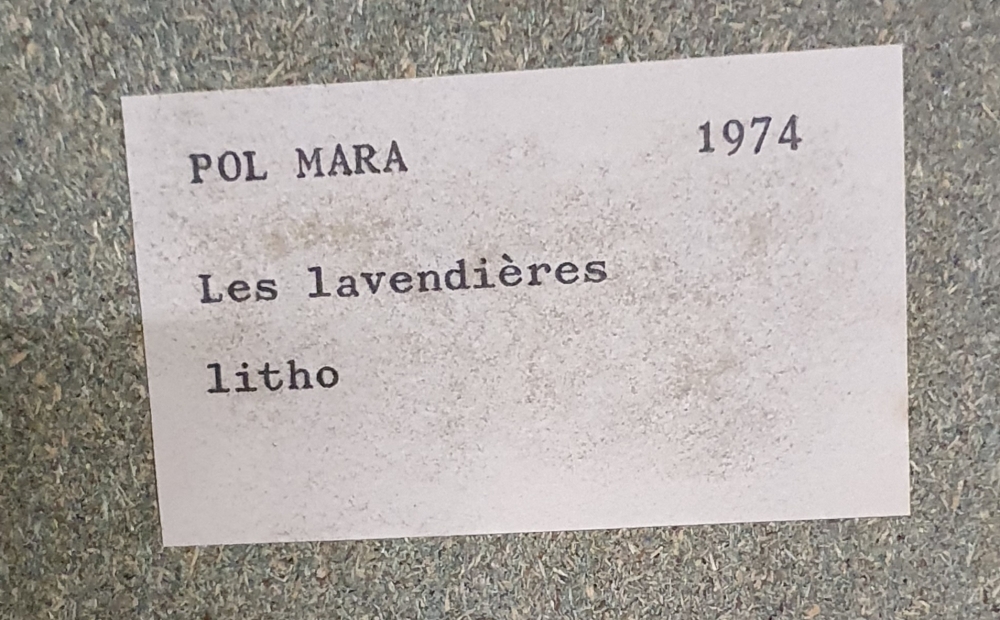 POL MARA 1974
Les lavendières
litho